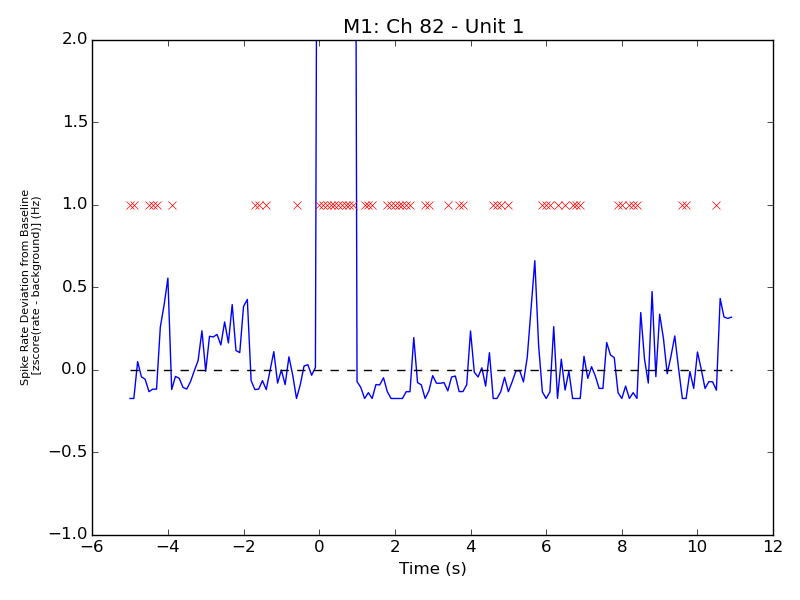 M1: Ch 82 - Unit 1
2.0
1.5
1.0
0.5
0.0
−0.5
−1.0
Spike Rate Deviation from Baseline
[zscore(rate - background)] (Hz)
−6 −4 −2 0 2 4 6 8 10 12
Time (s)